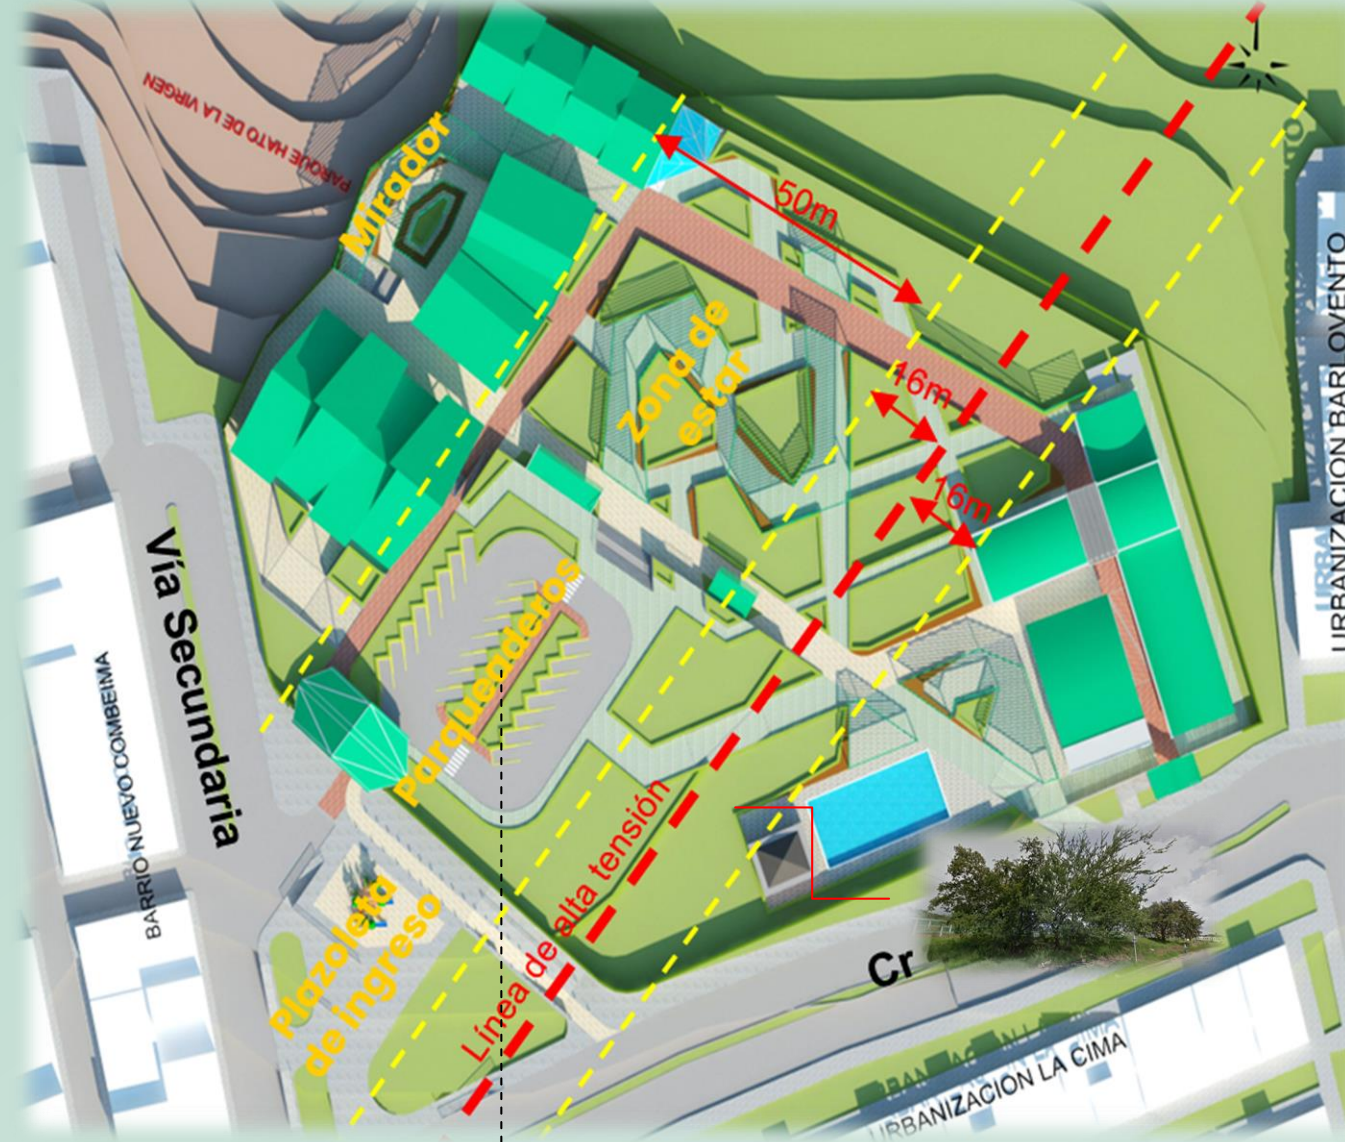 PARQUE HATO DE LA VIRGEN
Mirador
50m
Zona de
estar
16m
16m
URBANIZACION BARLOVENTO
Vía Secundaria
Parqueaderos
BARRIO NUEVO COMBEIMA
Línea de alta tensión
Plazoleta
de ingreso
Cr
URBANIZACION LA CIMA